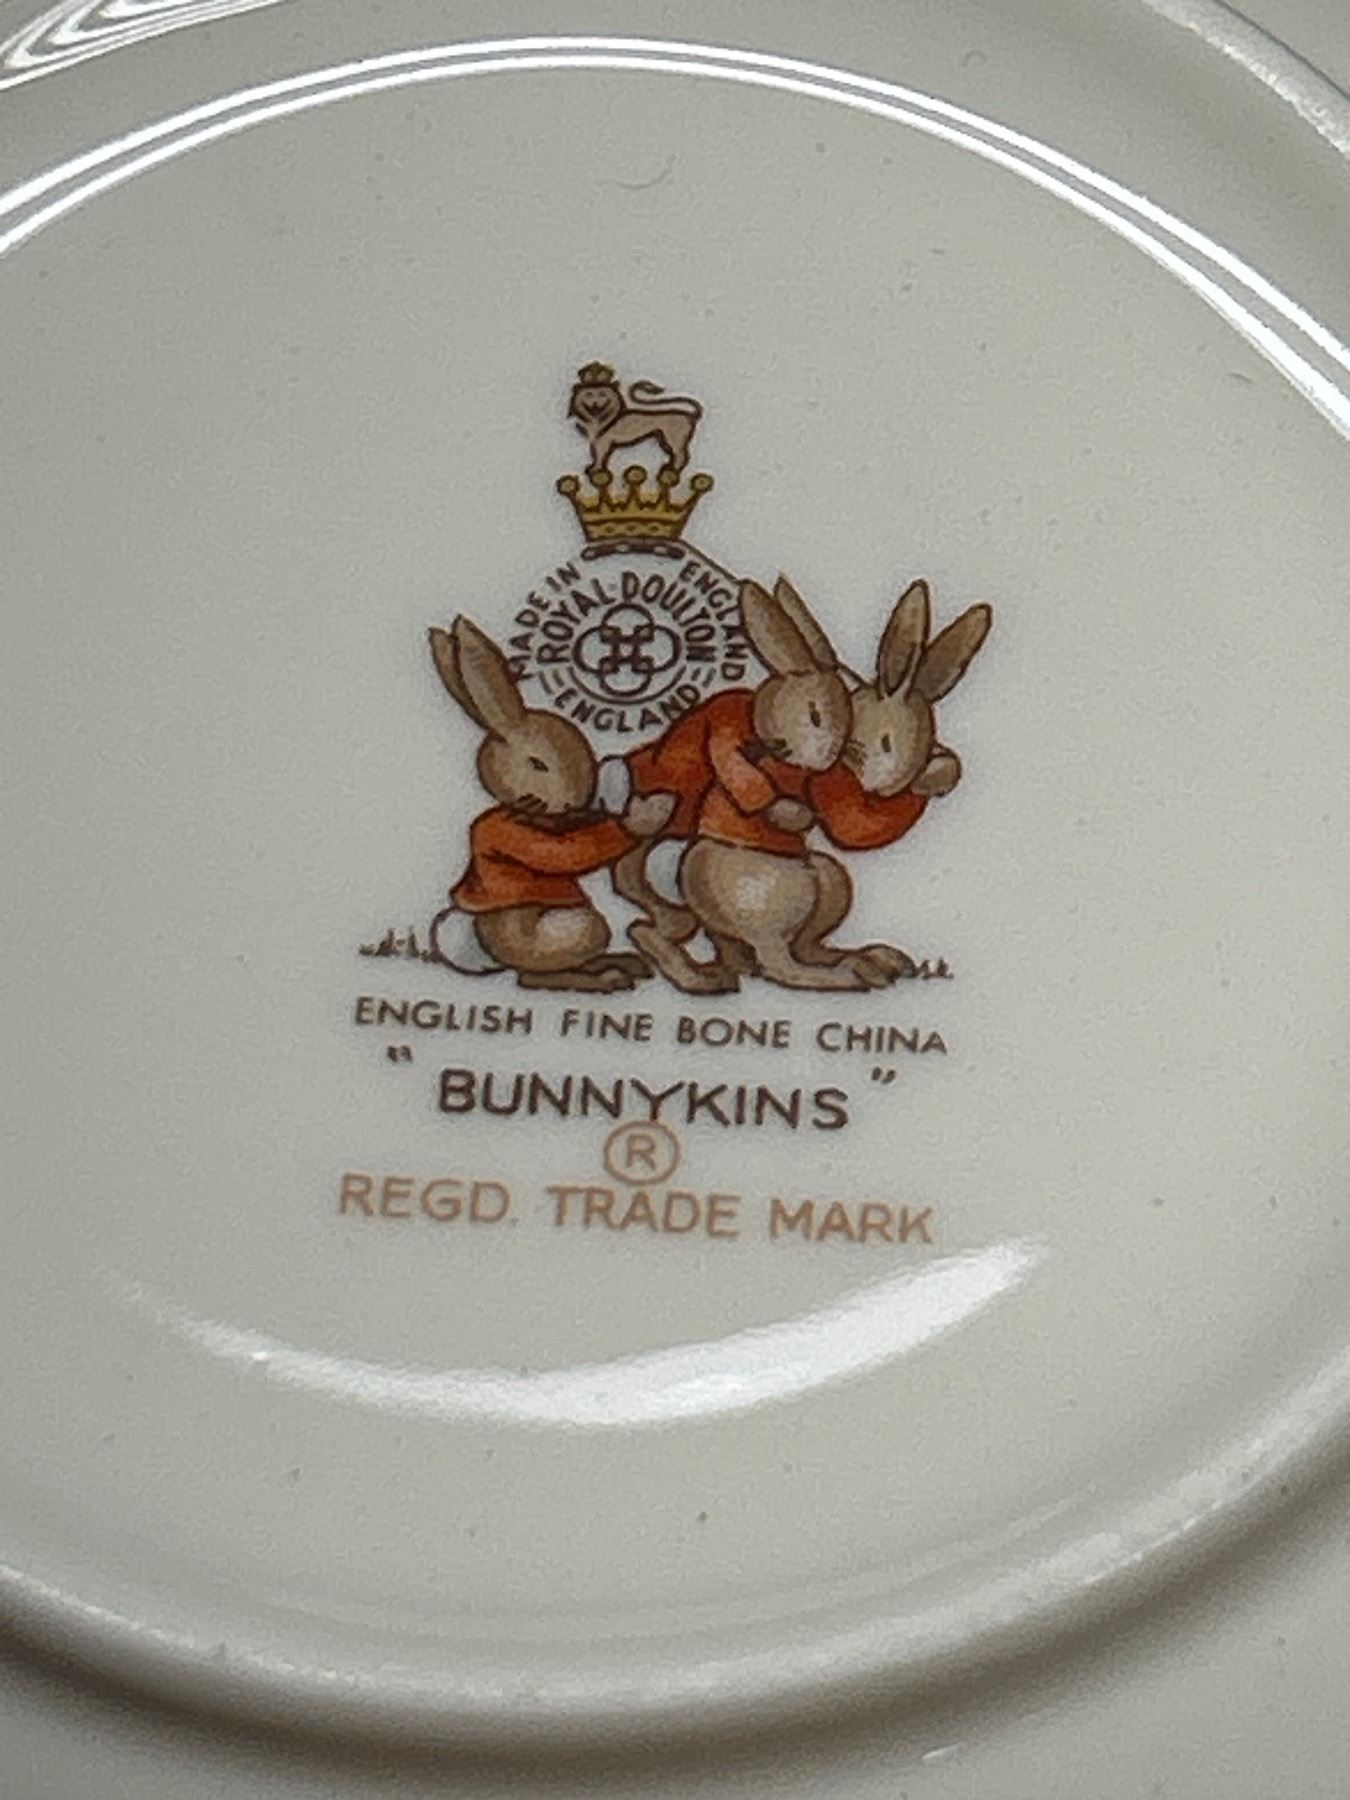 MADE IN ENGLAND
ROYAL·DOULTON
ENGLAND
ENGLISH FINE BONE CHINA
"BUNNYKINS"
®
REGD. TRADE MARK